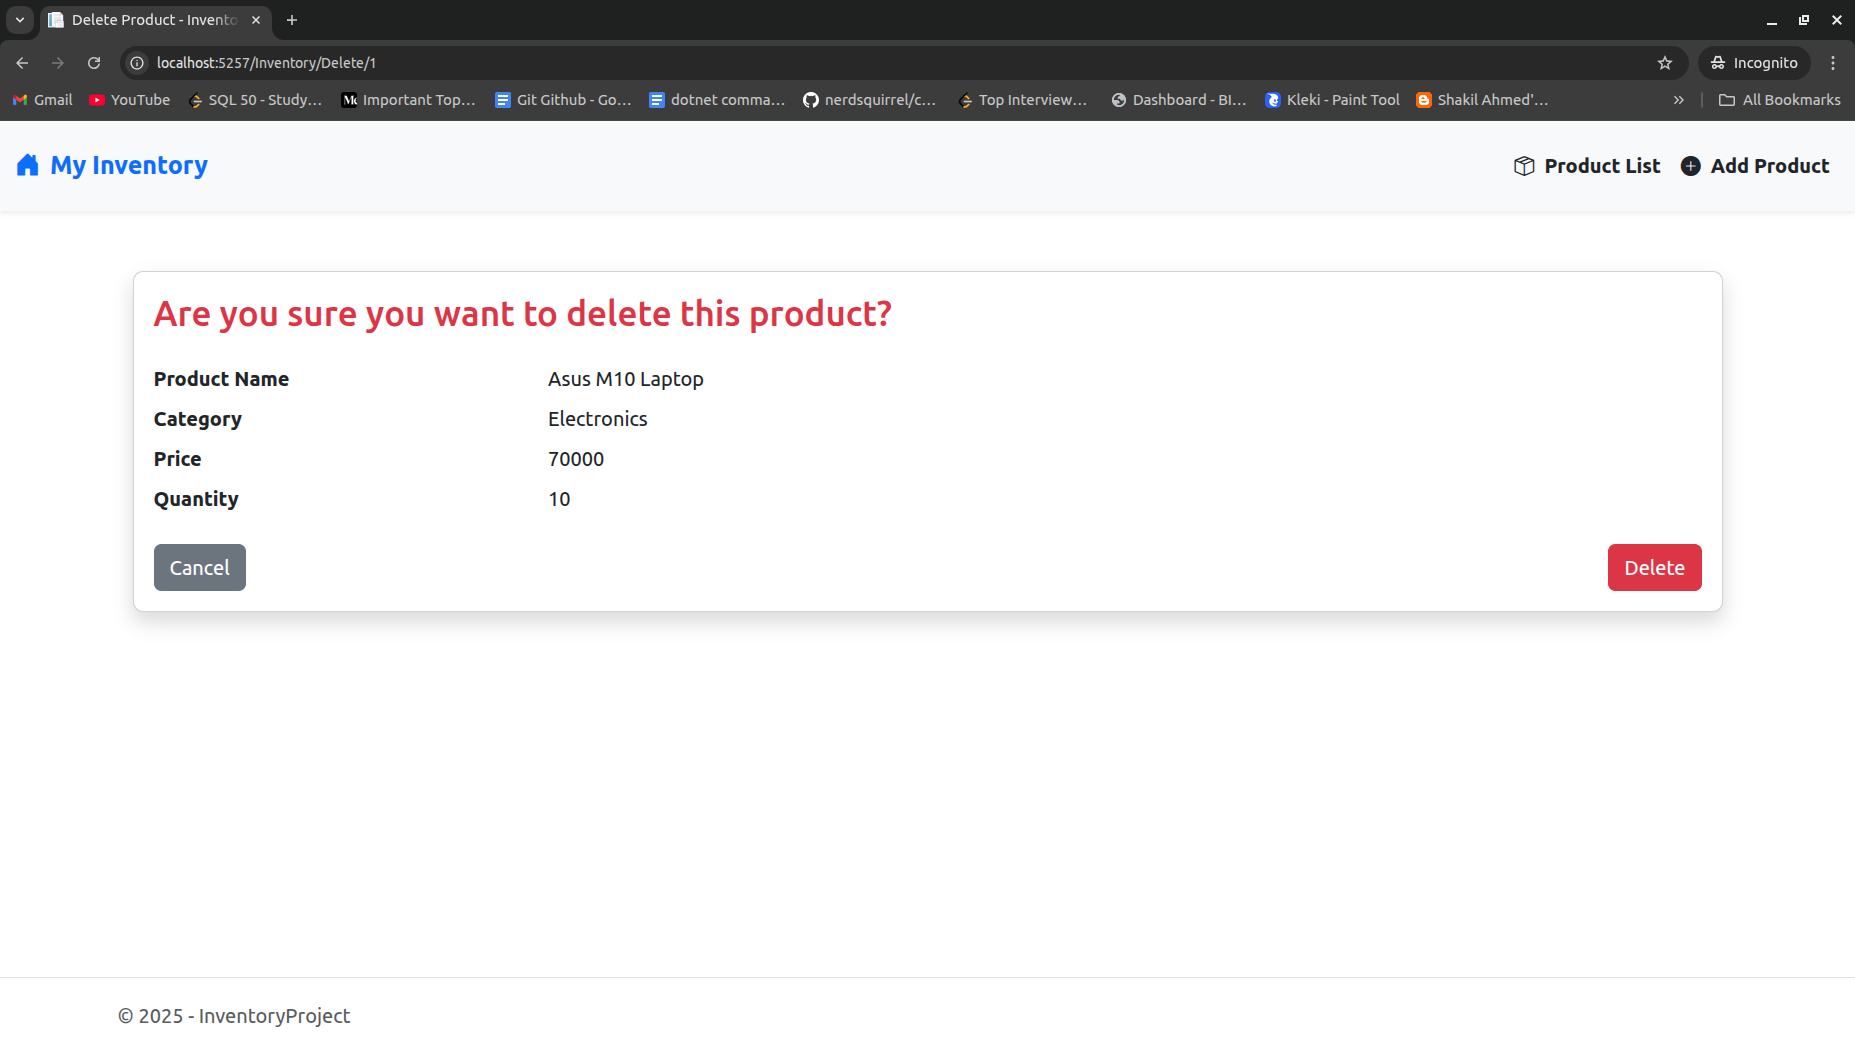 Delete Product - Invento
localhost:5257/Inventory/Delete/1
Incognito
Gmail YouTube SQL 50 - Study... Important Top... Git Github - Go... dotnet comma... nerdsquirrel/c... Top Interview... Dashboard - BI... Kleki - Paint Tool Shakil Ahmed'... All Bookmarks
My Inventory Product List Add Product
Are you sure you want to delete this product?
Product Name Asus M10 Laptop
Category Electronics
Price 70000
Quantity 10
Cancel Delete
© 2025 - InventoryProject